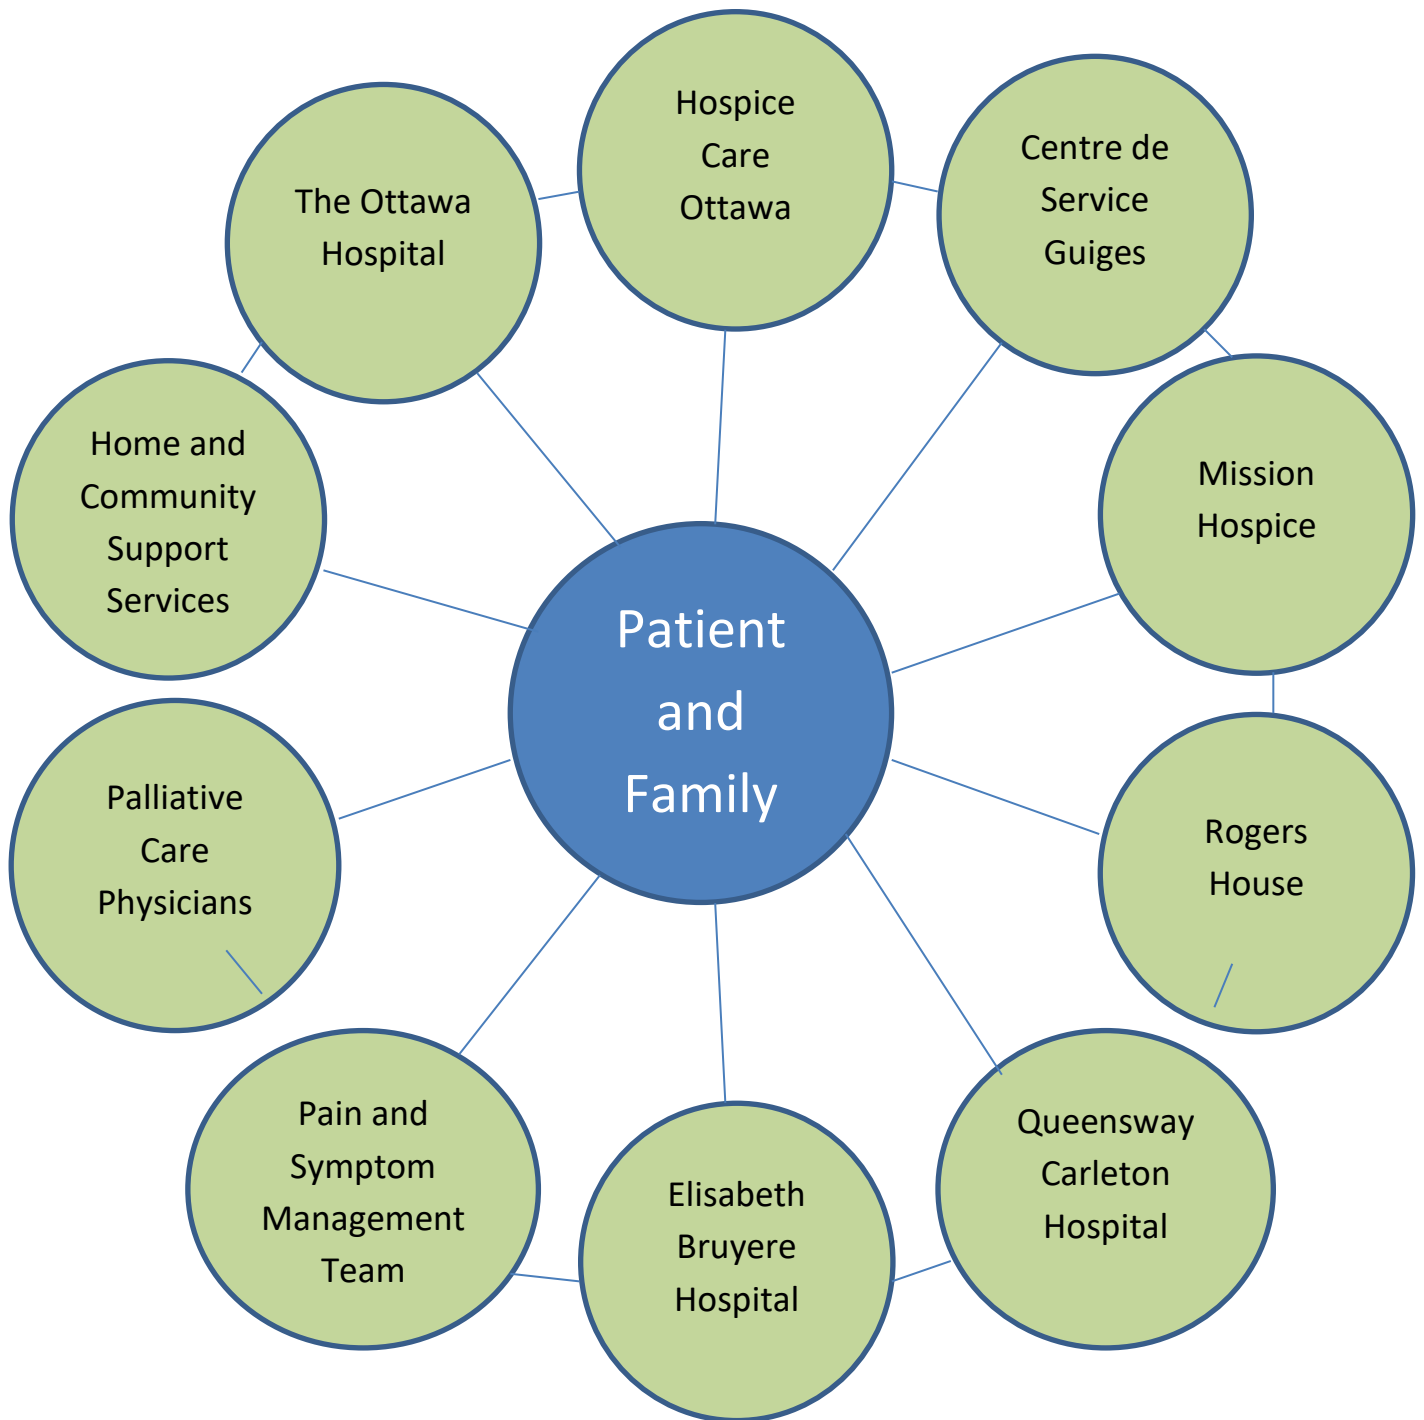 Hospice
Care
Ottawa
Centre de
Service
Guiges
Mission
Hospice
Rogers
House
Queensway
Carleton
Hospital
Elisabeth
Bruyere
Hospital
Pain and
Symptom
Management
Team
Palliative
Care
Physicians
Home and
Community
Support
Services
The Ottawa
Hospital
Patient
and
Family